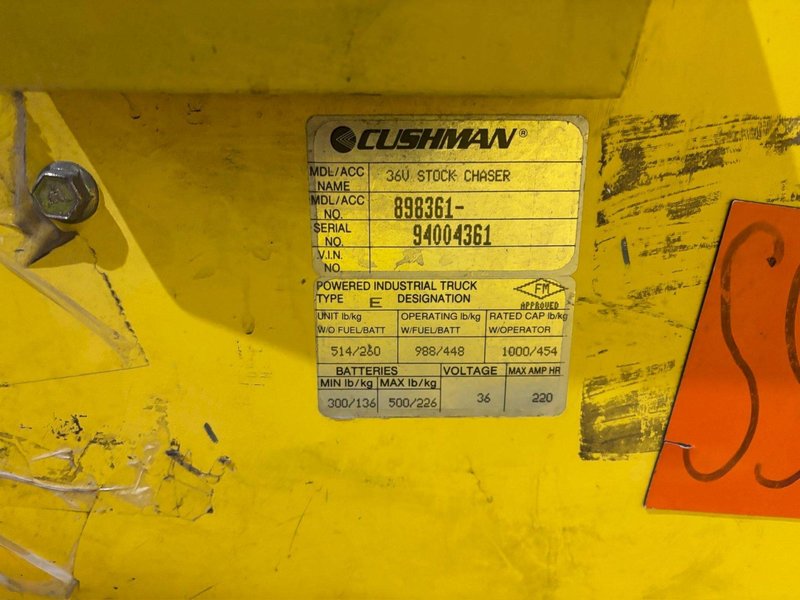 CUSHMAN®
MDL/ACC NAME 36V STOCK CHASER
MDL/ACC NO. 898361-
SERIAL NO. 94004361
V.I.N. NO.
POWERED INDUSTRIAL TRUCK
TYPE E DESIGNATION
FM
APPROVED
UNIT lb/kg OPERATING lb/kg RATED CAP lb/kg
W/O FUEL/BATT W/FUEL/BATT W/OPERATOR
514/260 988/448 1000/454
BATTERIES VOLTAGE MAX AMP HR
MIN lb/kg MAX lb/kg
300/136 500/226 36 220